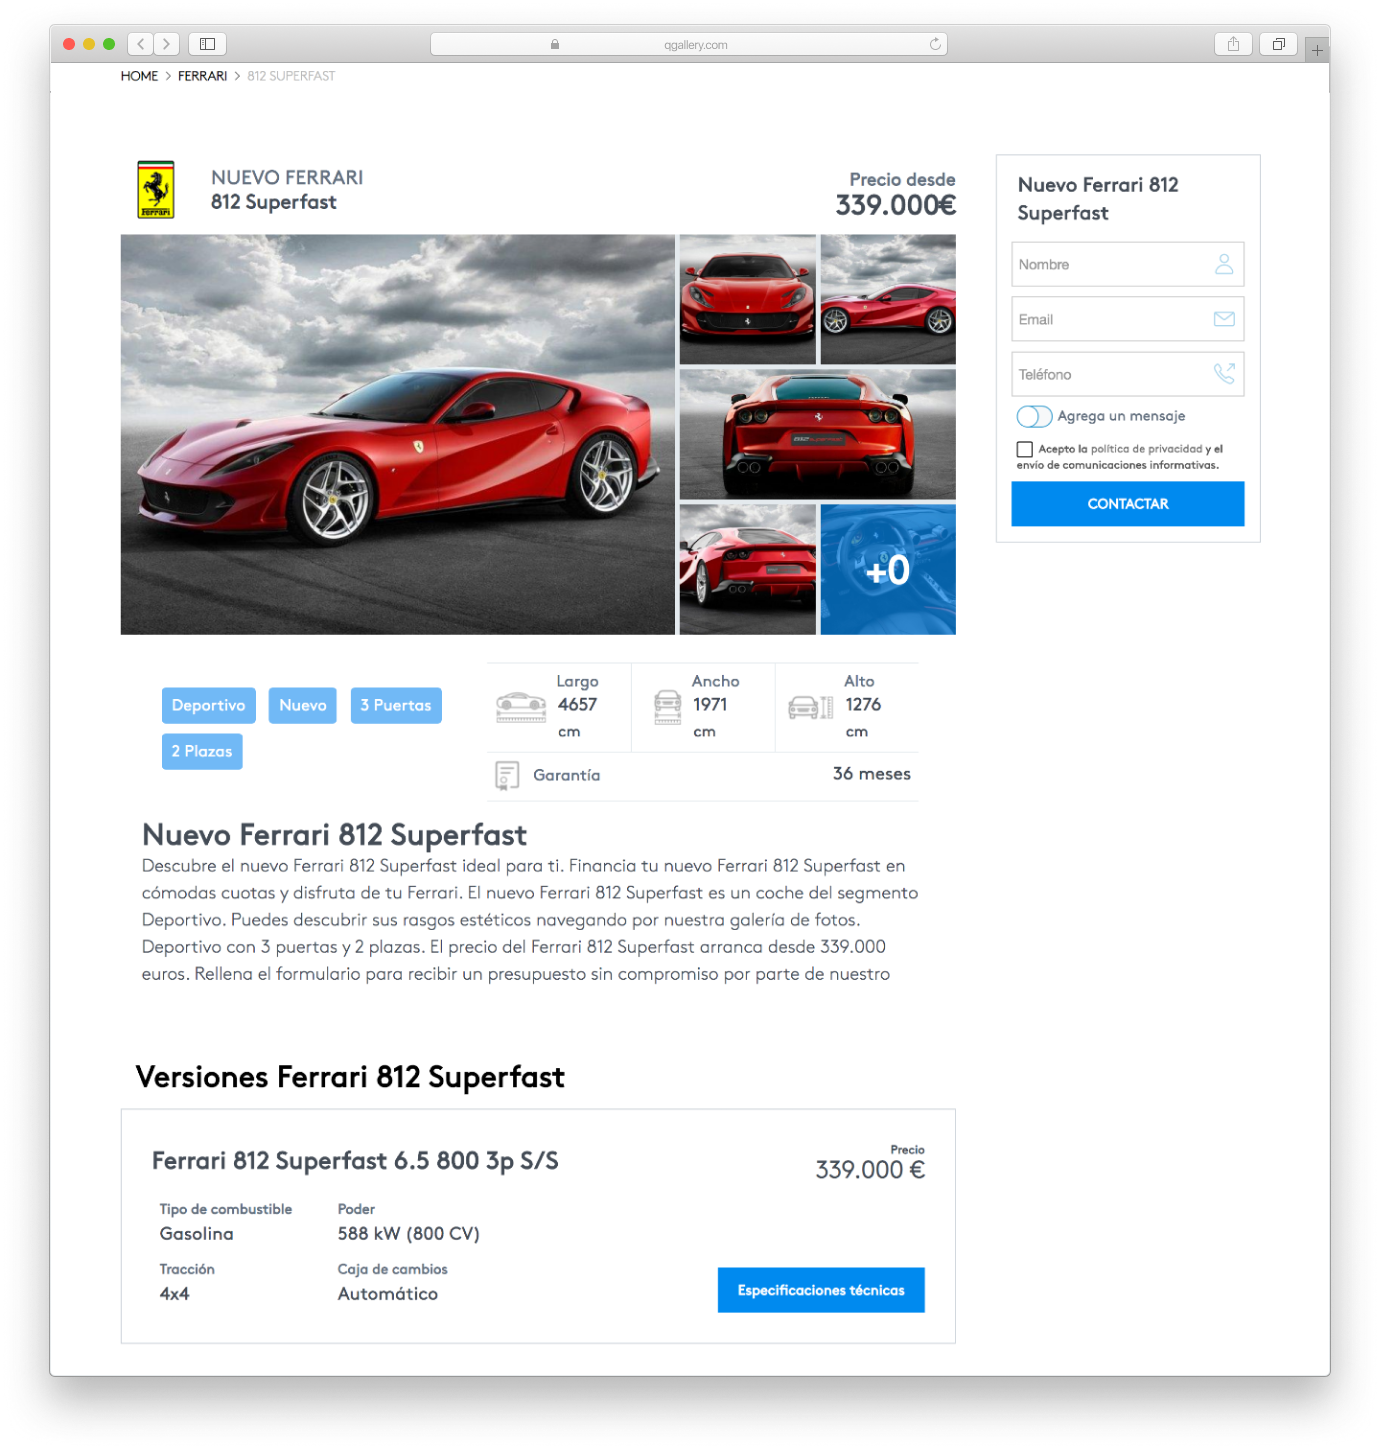 qgallery.com
HOME > FERRARI > 812 SUPERFAST
Ferrari
NUEVO FERRARI
812 Superfast
Precio desde
339.000€
+0
Deportivo
Nuevo
3 Puertas
2 Plazas
Largo
4657
cm
Ancho
1971
cm
Alto
1276
cm
Garantía
36 meses
Nuevo Ferrari 812 Superfast
Descubre el nuevo Ferrari 812 Superfast ideal para ti. Financia tu nuevo Ferrari 812 Superfast en
cómodas cuotas y disfruta de tu Ferrari. El nuevo Ferrari 812 Superfast es un coche del segmento
Deportivo. Puedes descubrir sus rasgos estéticos navegando por nuestra galería de fotos.
Deportivo con 3 puertas y 2 plazas. El precio del Ferrari 812 Superfast arranca desde 339.000
euros. Rellena el formulario para recibir un presupuesto sin compromiso por parte de nuestro
Versiones Ferrari 812 Superfast
Ferrari 812 Superfast 6.5 800 3p S/S
Precio
339.000 €
Tipo de combustible
Gasolina
Poder
588 kW (800 CV)
Tracción
4x4
Caja de cambios
Automático
Especificaciones técnicas
Nuevo Ferrari 812
Superfast
Nombre
Email
Teléfono
Agrega un mensaje
Acepto la política de privacidad y el
envío de comunicaciones informativas.
CONTACTAR